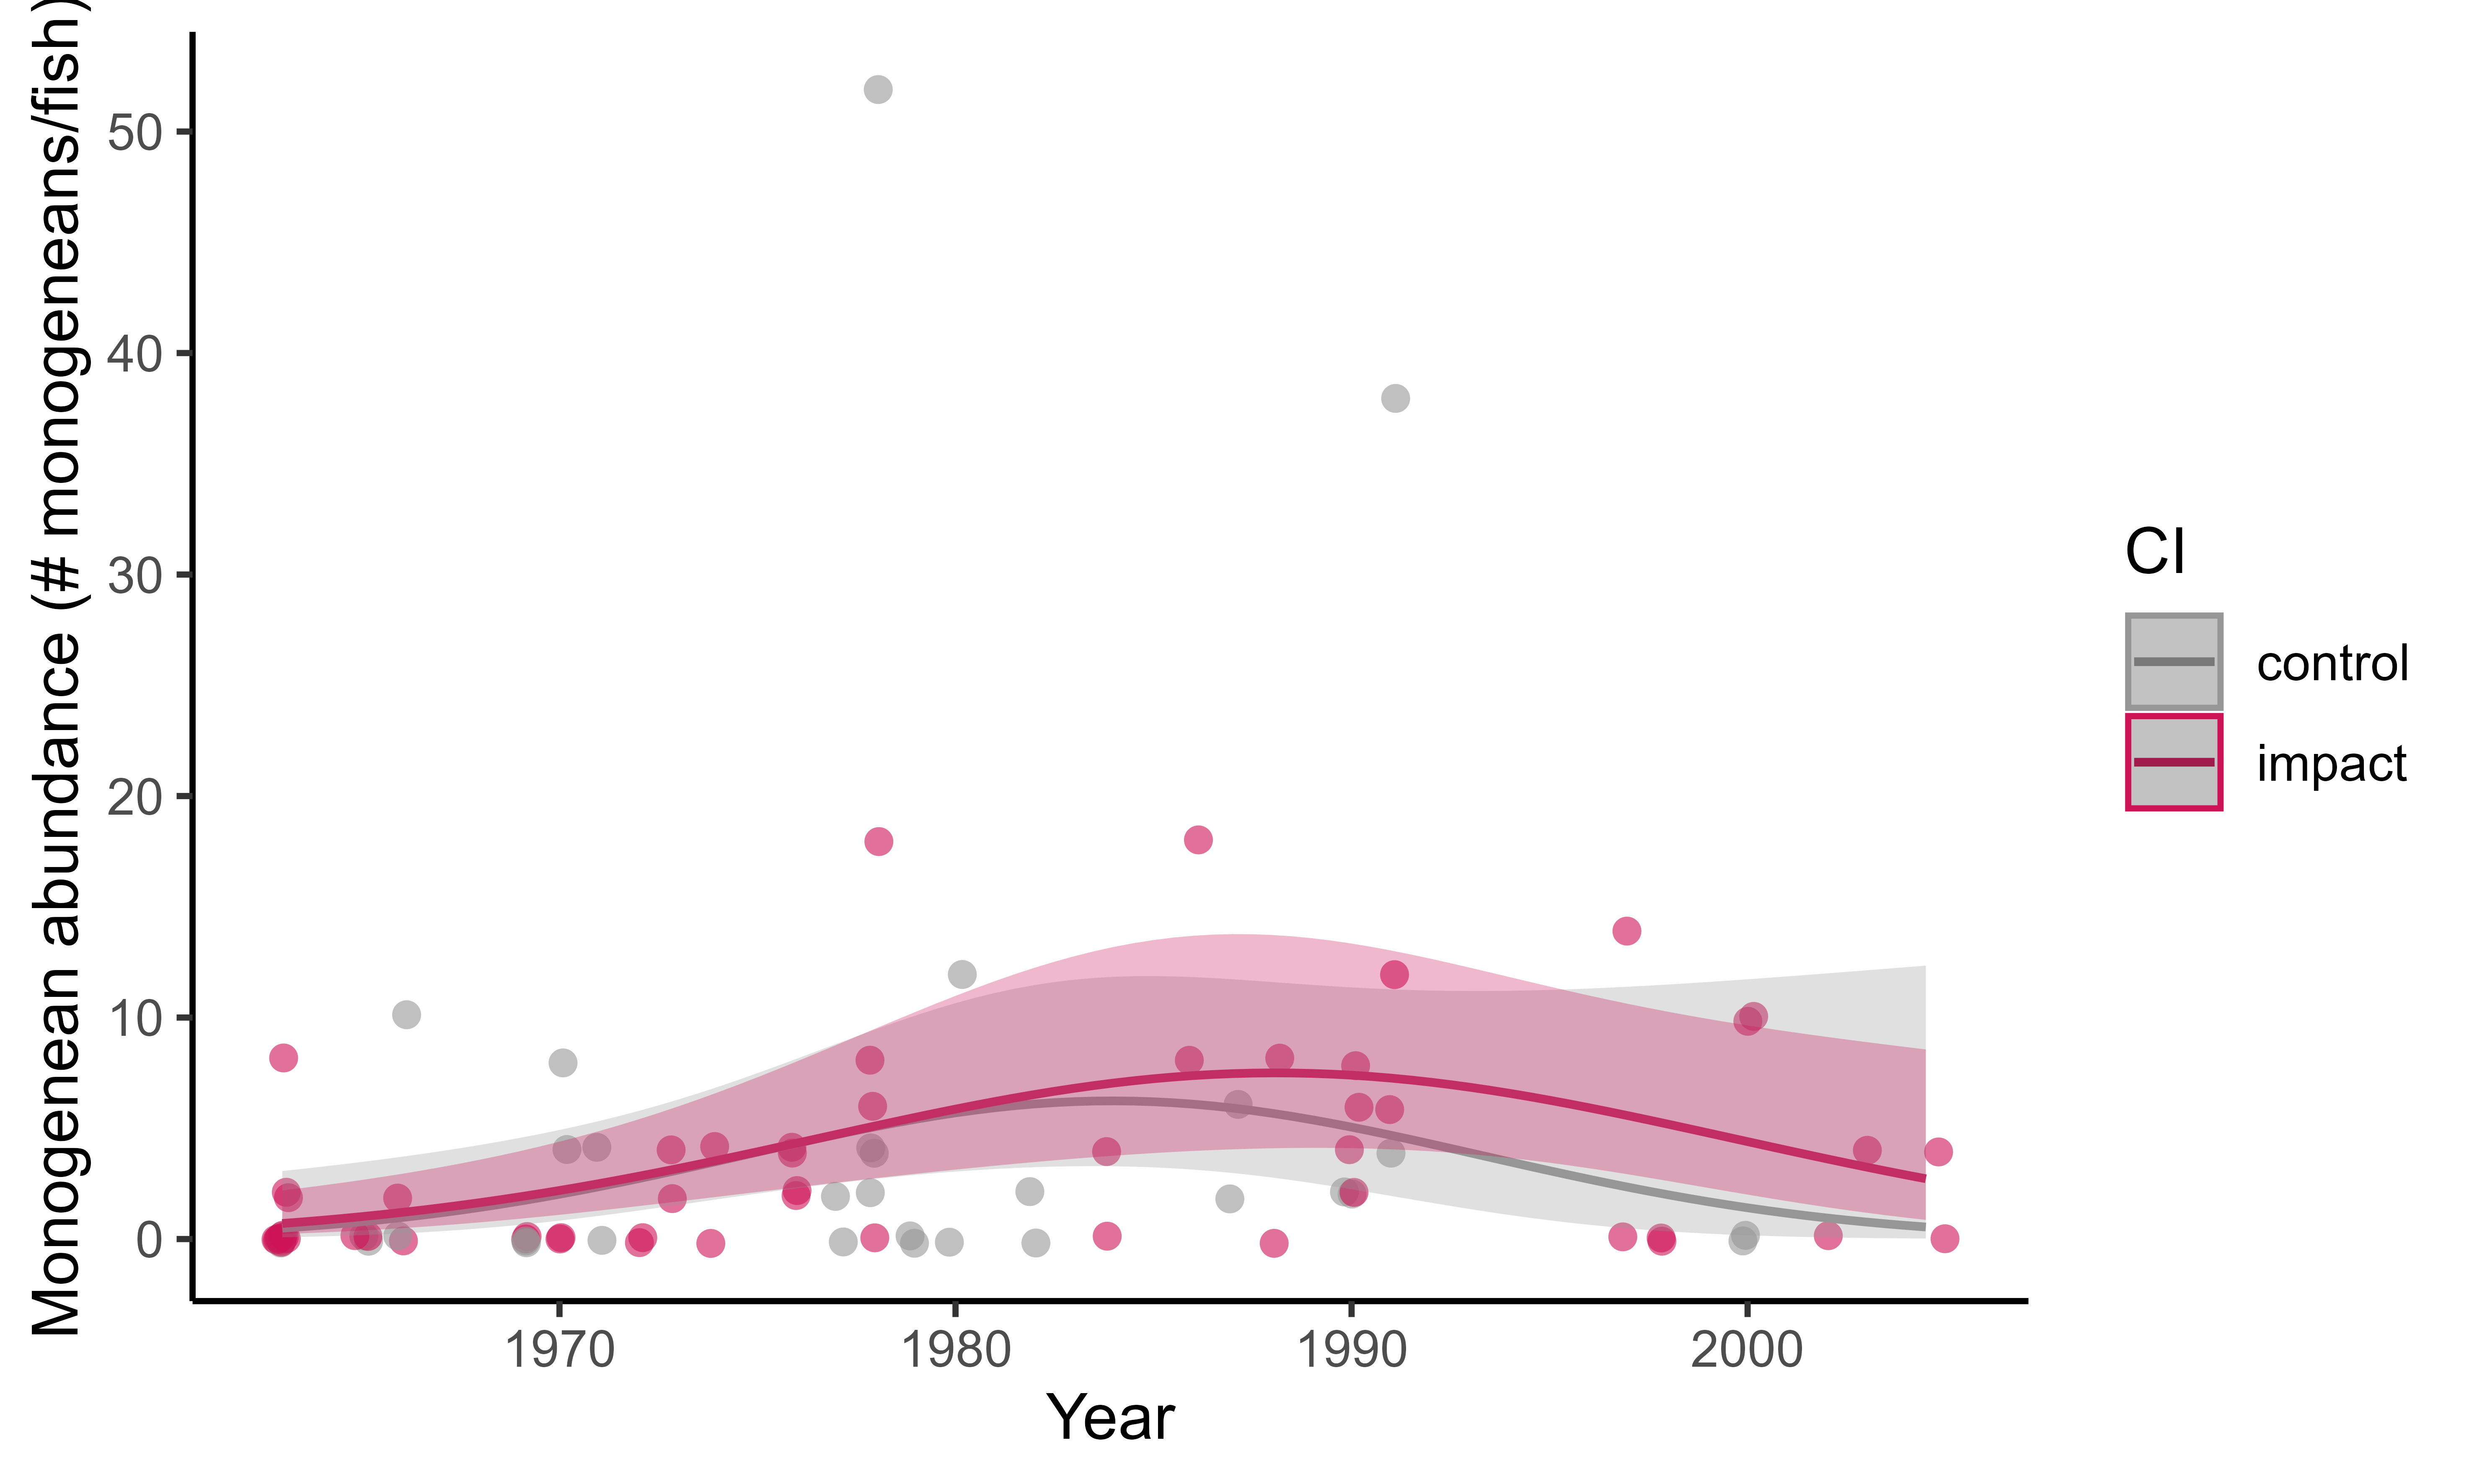 Monogenean abundance (# monogeneans/fish)
50
40
30
20
10
0
1970 1980 1990 2000
Year
CI
control
impact